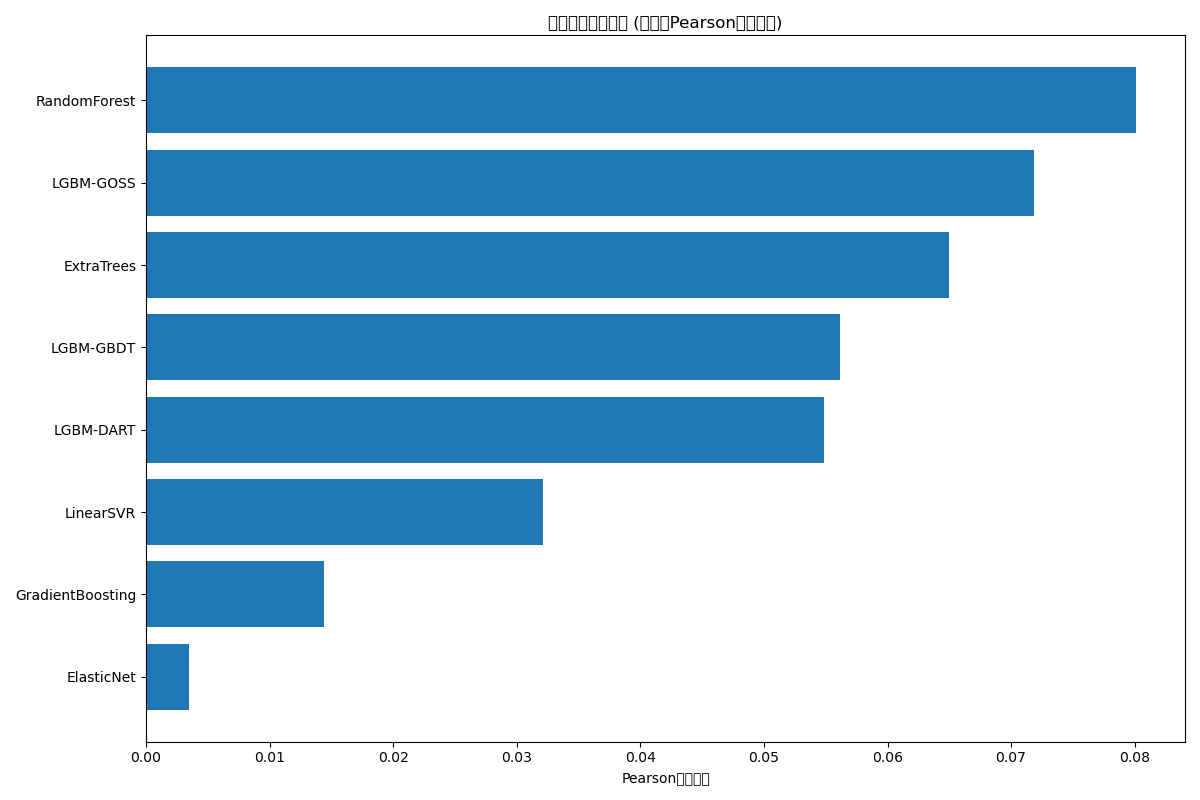 (Pearson)
RandomForest
LGBM-GOSS
ExtraTrees
LGBM-GBDT
LGBM-DART
LinearSVR
GradientBoosting
ElasticNet
0.00 0.01 0.02 0.03 0.04 0.05 0.06 0.07 0.08
Pearson